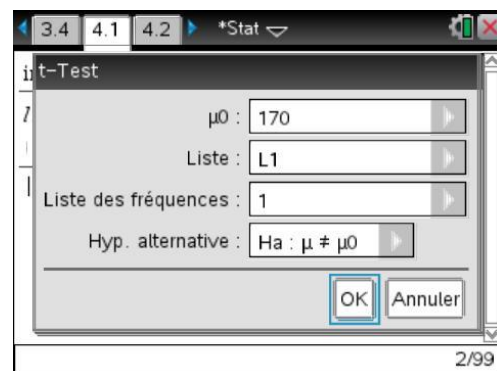 3.4 4.1 4.2 *Stat
t-Test
μ0 : 170
Liste : L1
Liste des fréquences : 1
Hyp. alternative : Ha : μ ≠ μ0
OK Annuler
2/99